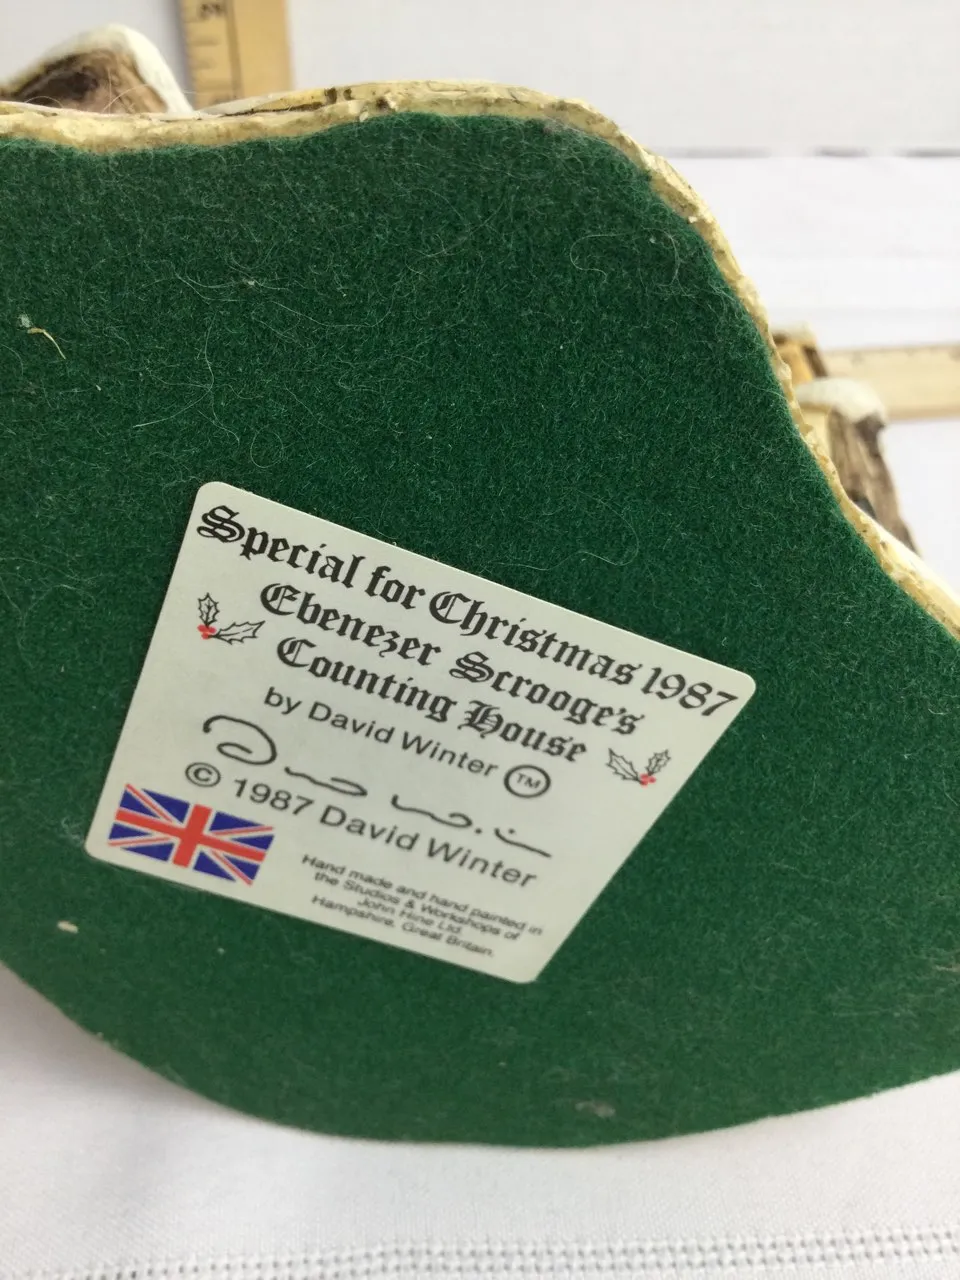 Special for Christmas 1987
Ebenezer Scrooge's
Counting House
by David Winter ™
© 1987 David Winter
Hand made and hand painted in
the Studios & Workshops of
John Hine Ltd.
Hampshire, Great Britain.